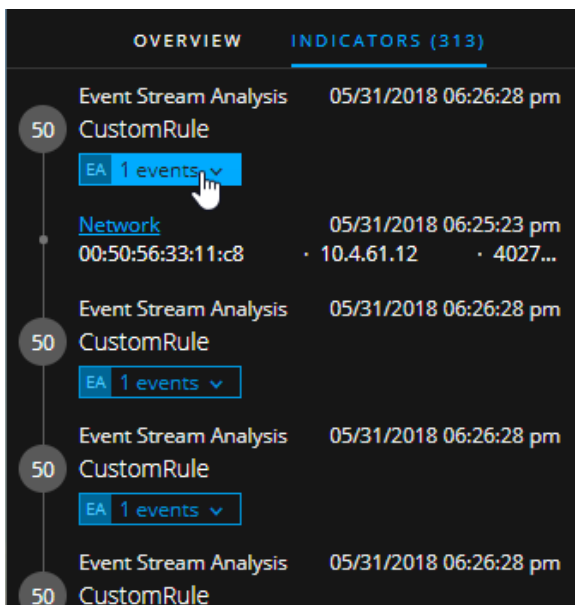 OVERVIEW INDICATORS (313)
Event Stream Analysis 05/31/2018 06:26:28 pm
50 CustomRule
EA 1 events
Network 05/31/2018 06:25:23 pm
00:50:56:33:11:c8 · 10.4.61.12 · 4027...
Event Stream Analysis 05/31/2018 06:26:28 pm
50 CustomRule
EA 1 events
Event Stream Analysis 05/31/2018 06:26:28 pm
50 CustomRule
EA 1 events
Event Stream Analysis 05/31/2018 06:26:28 pm
50 CustomRule